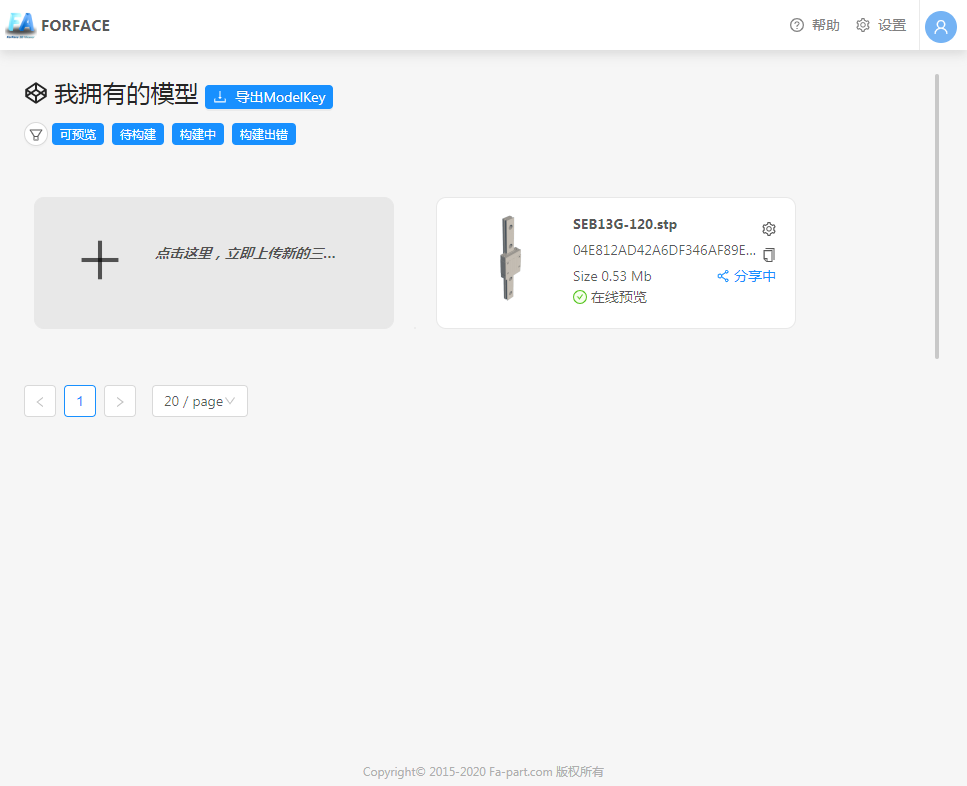 FORFACE
帮助
设置
我拥有的模型
导出ModelKey
可预览
待构建
构建中
构建出错
点击这里，立即上传新的三...
SEB13G-120.stp
04E812AD42A6DF346AF89E...
Size 0.53 Mb
分享中
在线预览
1
20 / page
Copyright© 2015-2020 Fa-part.com 版权所有